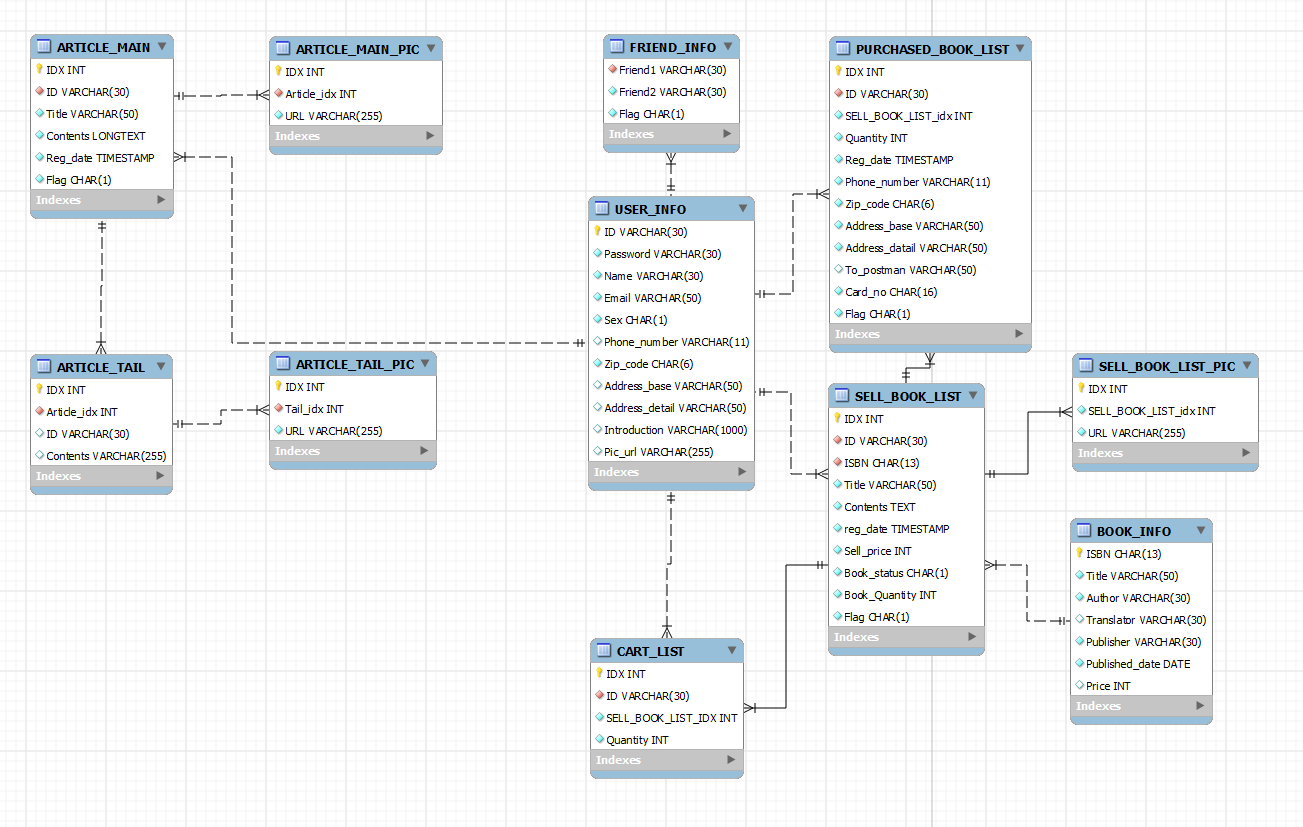 ARTICLE_MAIN
IDX INT
ID VARCHAR(30)
Title VARCHAR(50)
Contents LONGTEXT
Reg_date TIMESTAMP
Flag CHAR(1)
Indexes
ARTICLE_MAIN_PIC
IDX INT
Article_idx INT
URL VARCHAR(255)
Indexes
FRIEND_INFO
Friend1 VARCHAR(30)
Friend2 VARCHAR(30)
Flag CHAR(1)
Indexes
PURCHASED_BOOK_LIST
IDX INT
ID VARCHAR(30)
SELL_BOOK_LIST_idx INT
Quantity INT
Reg_date TIMESTAMP
Phone_number VARCHAR(11)
Zip_code CHAR(6)
Address_base VARCHAR(50)
Address_datail VARCHAR(50)
To_postman VARCHAR(50)
Card_no CHAR(16)
Flag CHAR(1)
Indexes
USER_INFO
ID VARCHAR(30)
Password VARCHAR(30)
Name VARCHAR(30)
Email VARCHAR(50)
Sex CHAR(1)
Phone_number VARCHAR(11)
Zip_code CHAR(6)
Address_base VARCHAR(50)
Address_detail VARCHAR(50)
Introduction VARCHAR(1000)
Pic_url VARCHAR(255)
Indexes
ARTICLE_TAIL
IDX INT
Article_idx INT
ID VARCHAR(30)
Contents VARCHAR(255)
Indexes
ARTICLE_TAIL_PIC
IDX INT
Tail_idx INT
URL VARCHAR(255)
Indexes
SELL_BOOK_LIST
IDX INT
ID VARCHAR(30)
ISBN CHAR(13)
Title VARCHAR(50)
Contents TEXT
reg_date TIMESTAMP
Sell_price INT
Book_status CHAR(1)
Book_Quantity INT
Flag CHAR(1)
Indexes
SELL_BOOK_LIST_PIC
IDX INT
SELL_BOOK_LIST_idx INT
URL VARCHAR(255)
Indexes
BOOK_INFO
ISBN CHAR(13)
Title VARCHAR(50)
Author VARCHAR(30)
Translator VARCHAR(30)
Publisher VARCHAR(30)
Published_date DATE
Price INT
Indexes
CART_LIST
IDX INT
ID VARCHAR(30)
SELL_BOOK_LIST_IDX INT
Quantity INT
Indexes